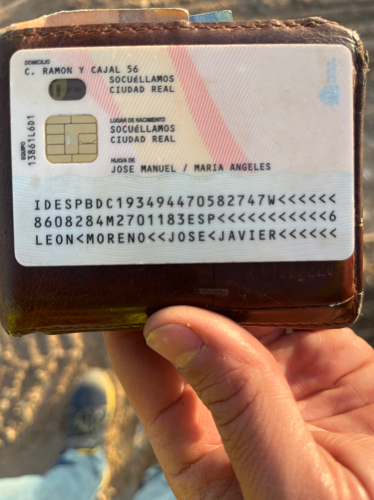 DOMICILIO
C. RAMON Y CAJAL 56
SOCUÉLLAMOS
CIUDAD REAL
LUGAR DE NACIMIENTO
SOCUÉLLAMOS
CIUDAD REAL
HIJO/A DE
JOSE MANUEL / MARIA ANGELES
EQUIPO
13861L6D1
IDESPBDC193494470582747W<<<<<<
8608284M2701183ESP<<<<<<<<<<<6
LEON<MORENO<<JOSE<JAVIER<<<<<<